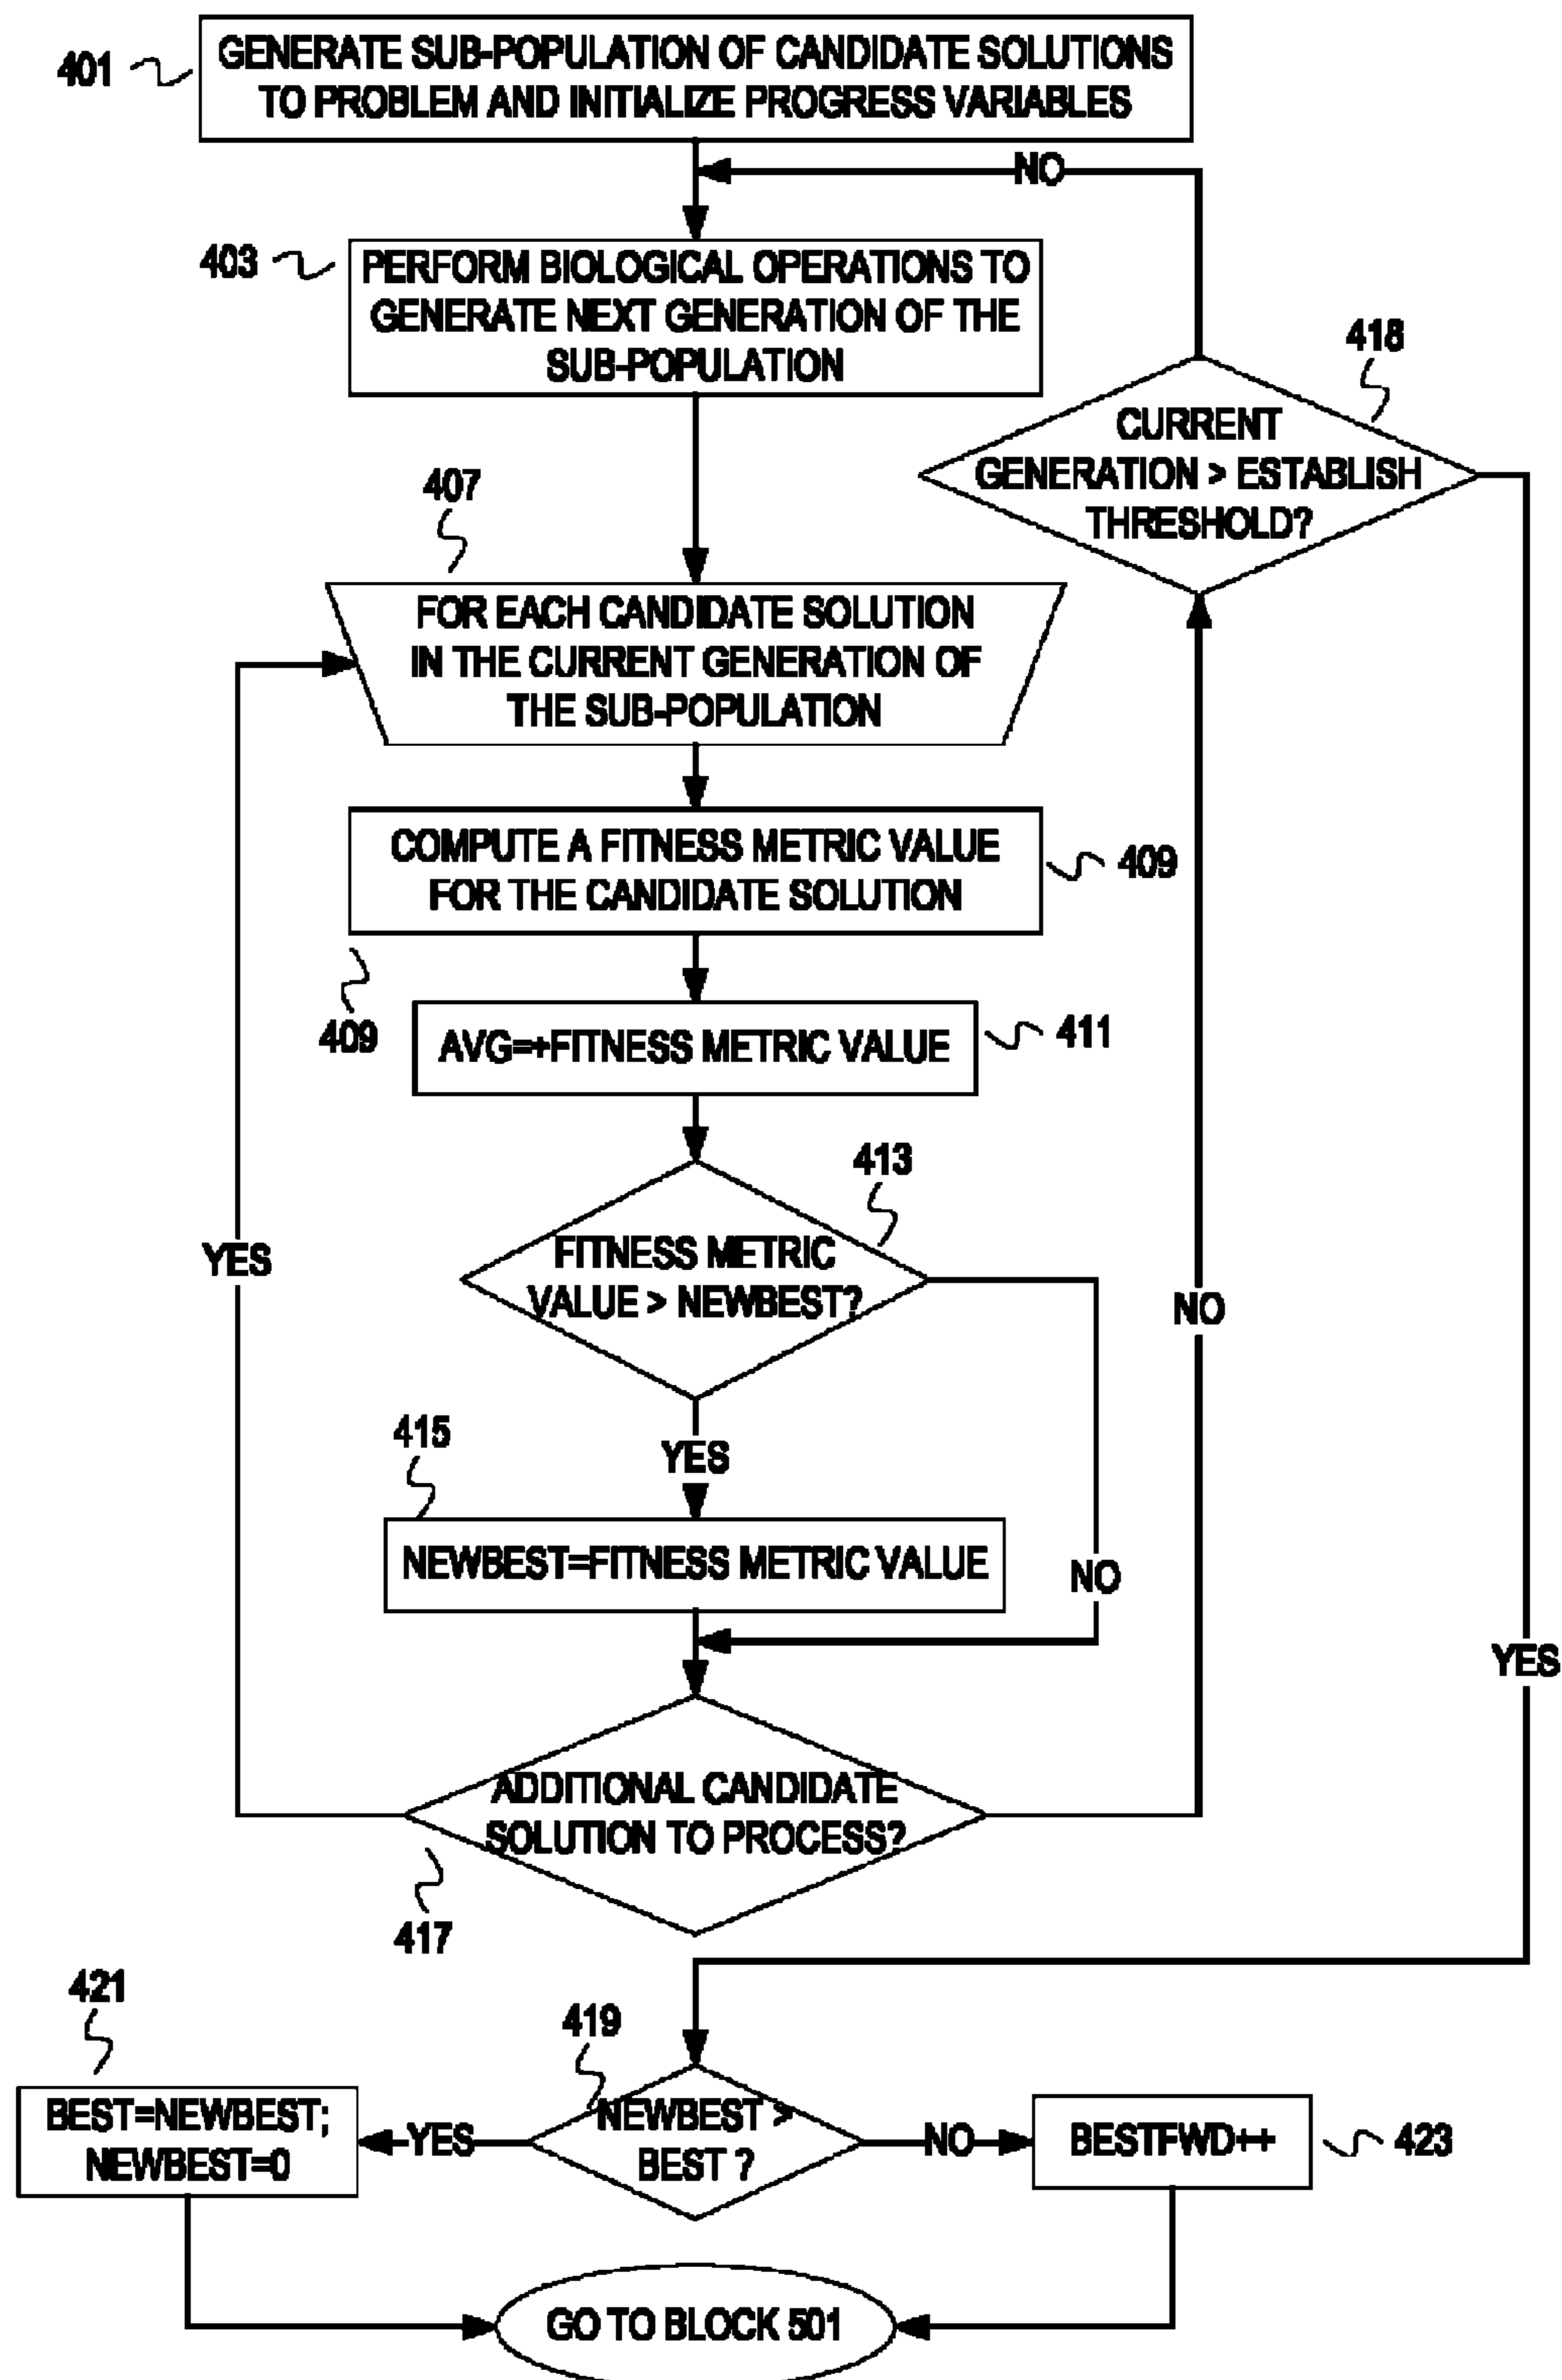 401
GENERATE SUB-POPULATION OF CANDIDATE SOLUTIONS
TO PROBLEM AND INITIALIZE PROGRESS VARIABLES
NO
403
PERFORM BIOLOGICAL OPERATIONS TO
GENERATE NEXT GENERATION OF THE
SUB-POPULATION
418
CURRENT
GENERATION > ESTABLISH
THRESHOLD?
407
FOR EACH CANDIDATE SOLUTION
IN THE CURRENT GENERATION OF
THE SUB-POPULATION
COMPUTE A FITNESS METRIC VALUE
FOR THE CANDIDATE SOLUTION
409
409
AVG=+FITNESS METRIC VALUE
411
413
FITNESS METRIC
VALUE > NEWBEST?
YES
NO
415
YES
NEWBEST=FITNESS METRIC VALUE
NO
YES
ADDITIONAL CANDIDATE
SOLUTION TO PROCESS?
417
421
419
BEST=NEWBEST;
NEWBEST=0
YES
NEWBEST >
BEST ?
NO
BESTFWD++
423
GO TO BLOCK 501